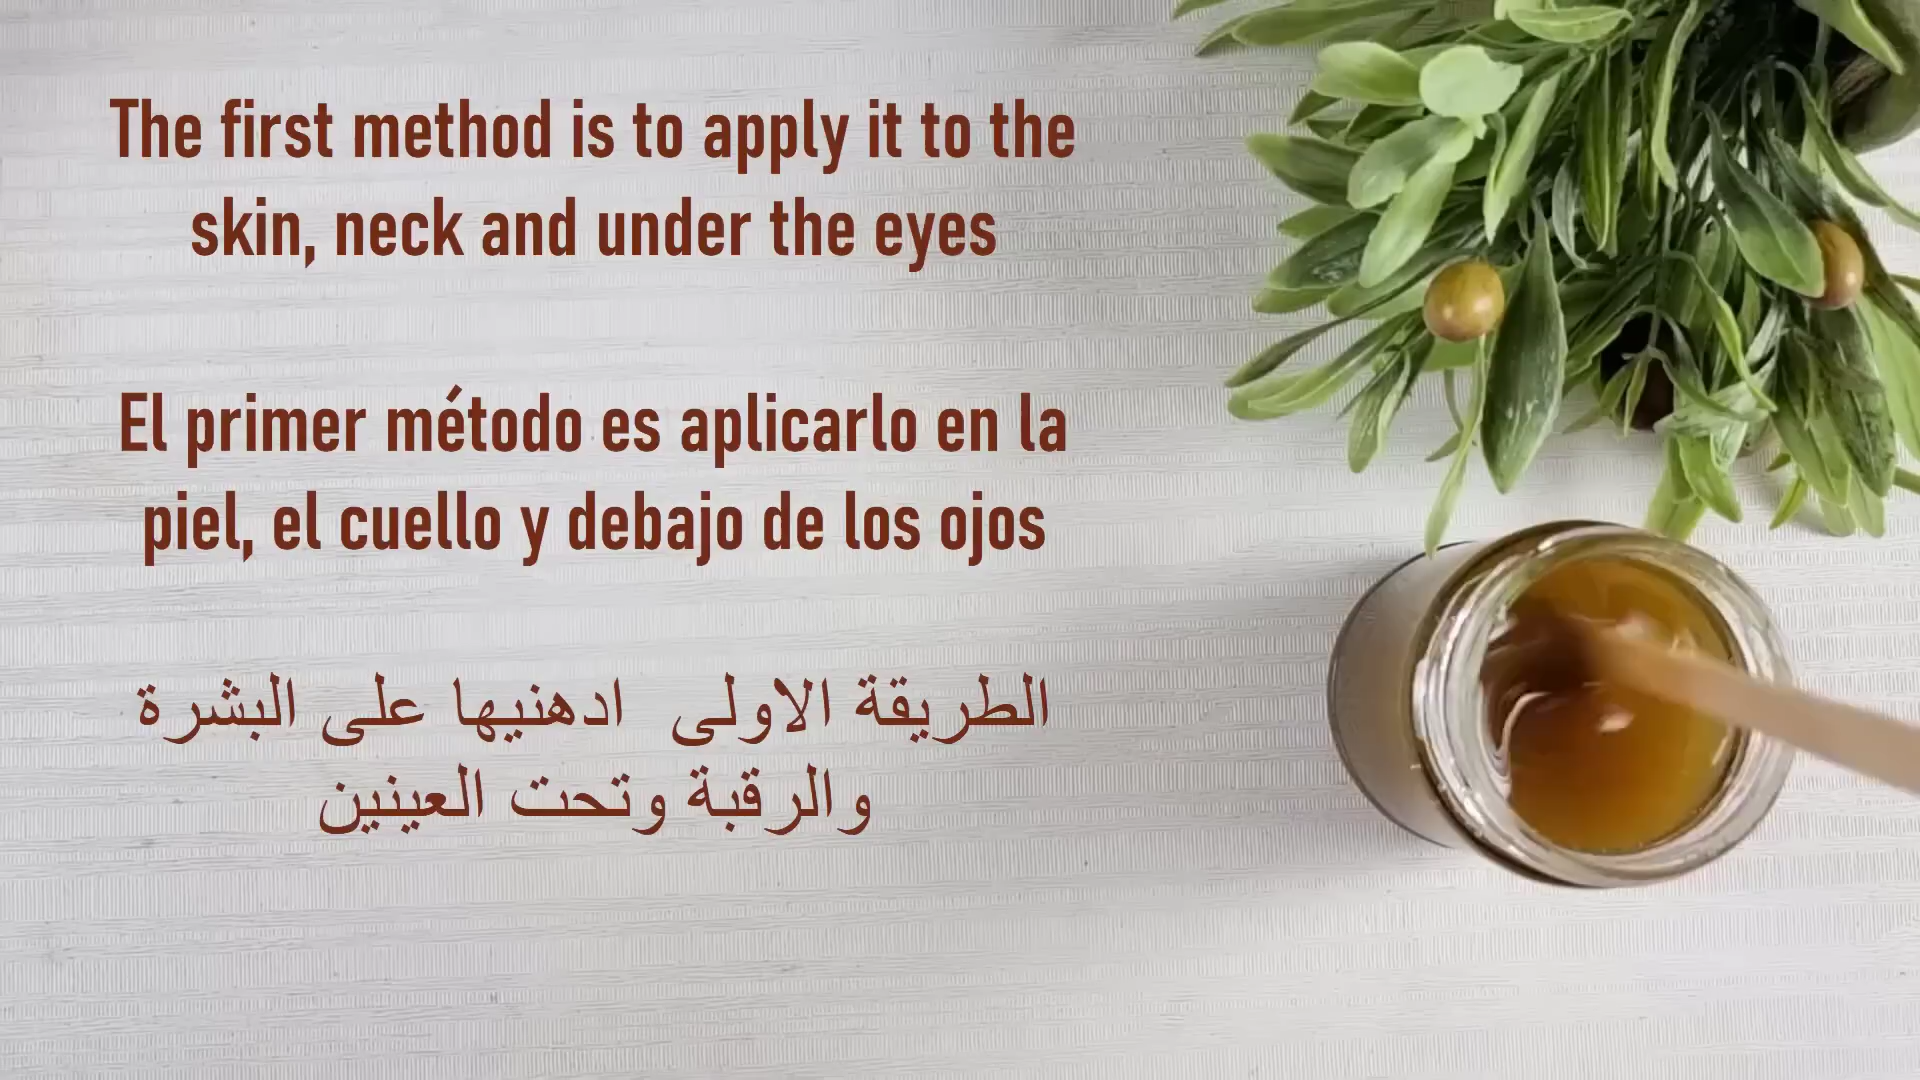 The first method is to apply it to the
skin, neck and under the eyes
El primer método es aplicarlo en la
piel, el cuello y debajo de los ojos
الطريقة الاولى ادهنيها على البشرة
والرقبة وتحت العينين